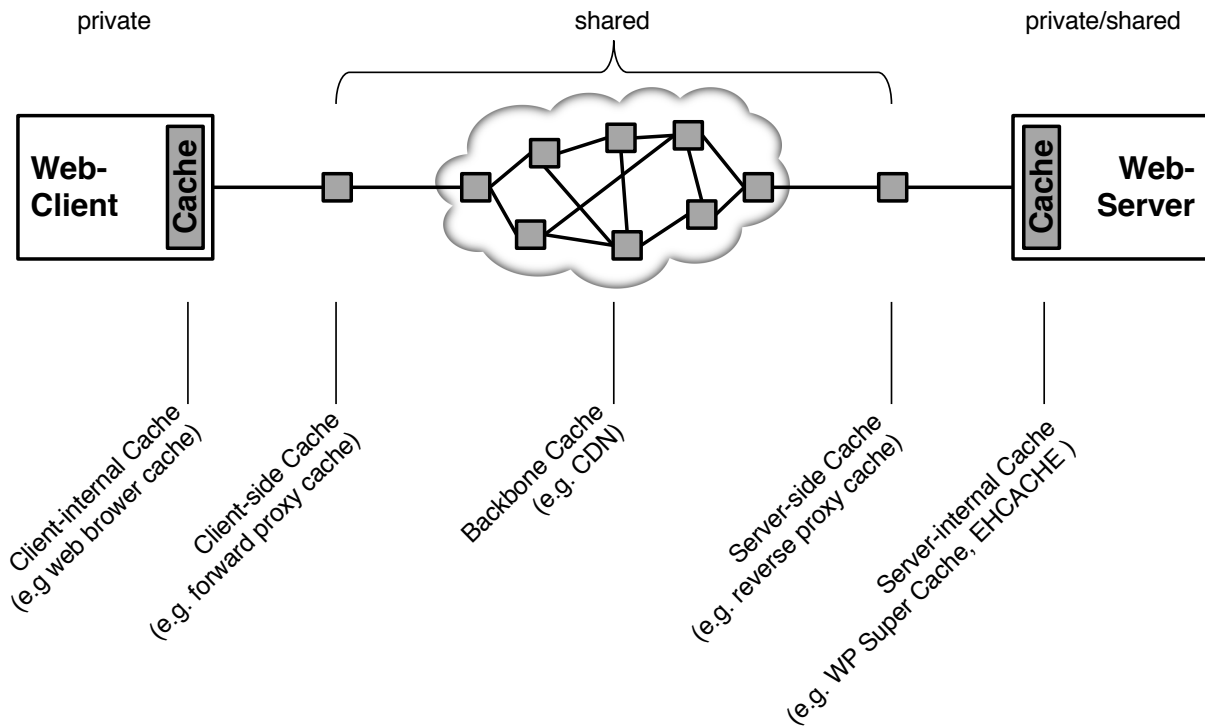 private
shared
private/shared
Web-
Client
Cache
Cache
Web-
Server
Client-internal Cache
(e.g web brower cache)
Client-side Cache
(e.g. forward proxy cache)
Backbone Cache
(e.g. CDN)
Server-side Cache
(e.g. reverse proxy cache)
Server-internal Cache
(e.g. WP Super Cache, EHCACHE )